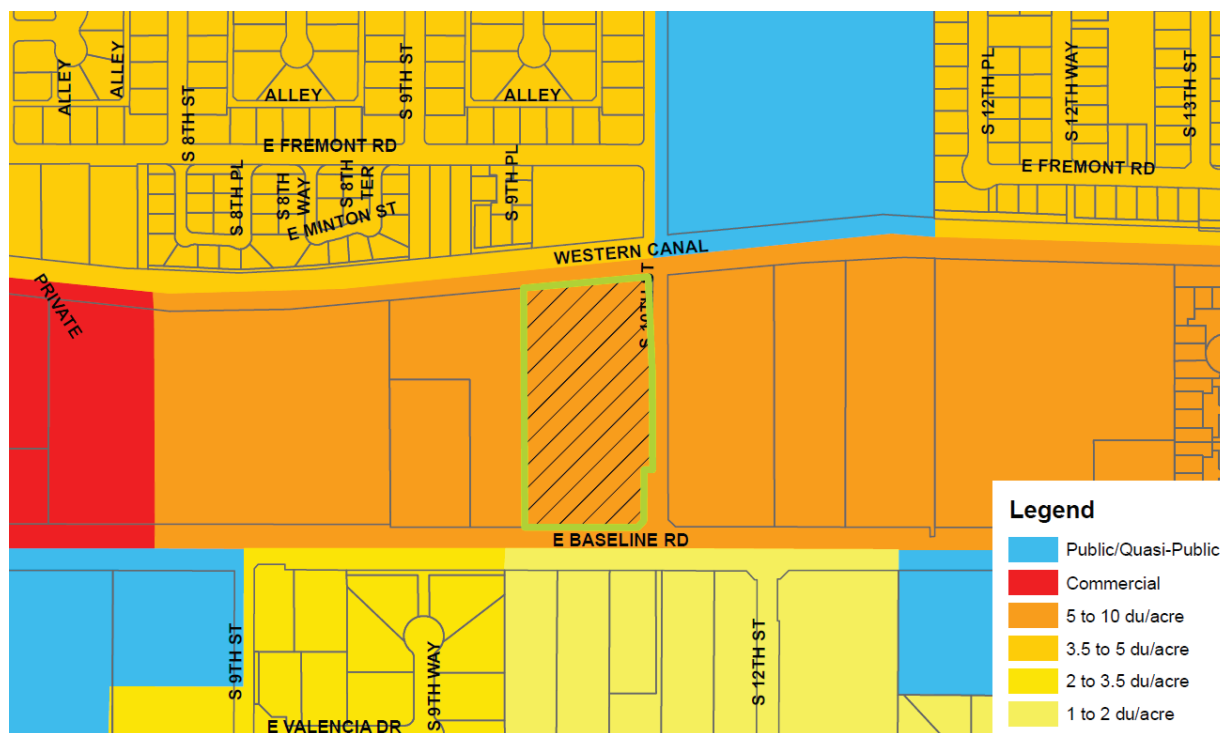 ALLEY
ALLEY
S 8TH ST
ALLEY
S 9TH ST
ALLEY
S 12TH PL
S 12TH WAY
S 13TH ST
E FREMONT RD
E FREMONT RD
S 8TH PL
S 8TH
WAY
S 8TH
TER
S 9TH PL
E MINTON ST
WESTERN CANAL
PRIVATE
S 10TH ST
E BASELINE RD
S 9TH ST
S 9TH WAY
S 12TH ST
E VALENCIA DR
Legend
Public/Quasi-Public
Commercial
5 to 10 du/acre
3.5 to 5 du/acre
2 to 3.5 du/acre
1 to 2 du/acre